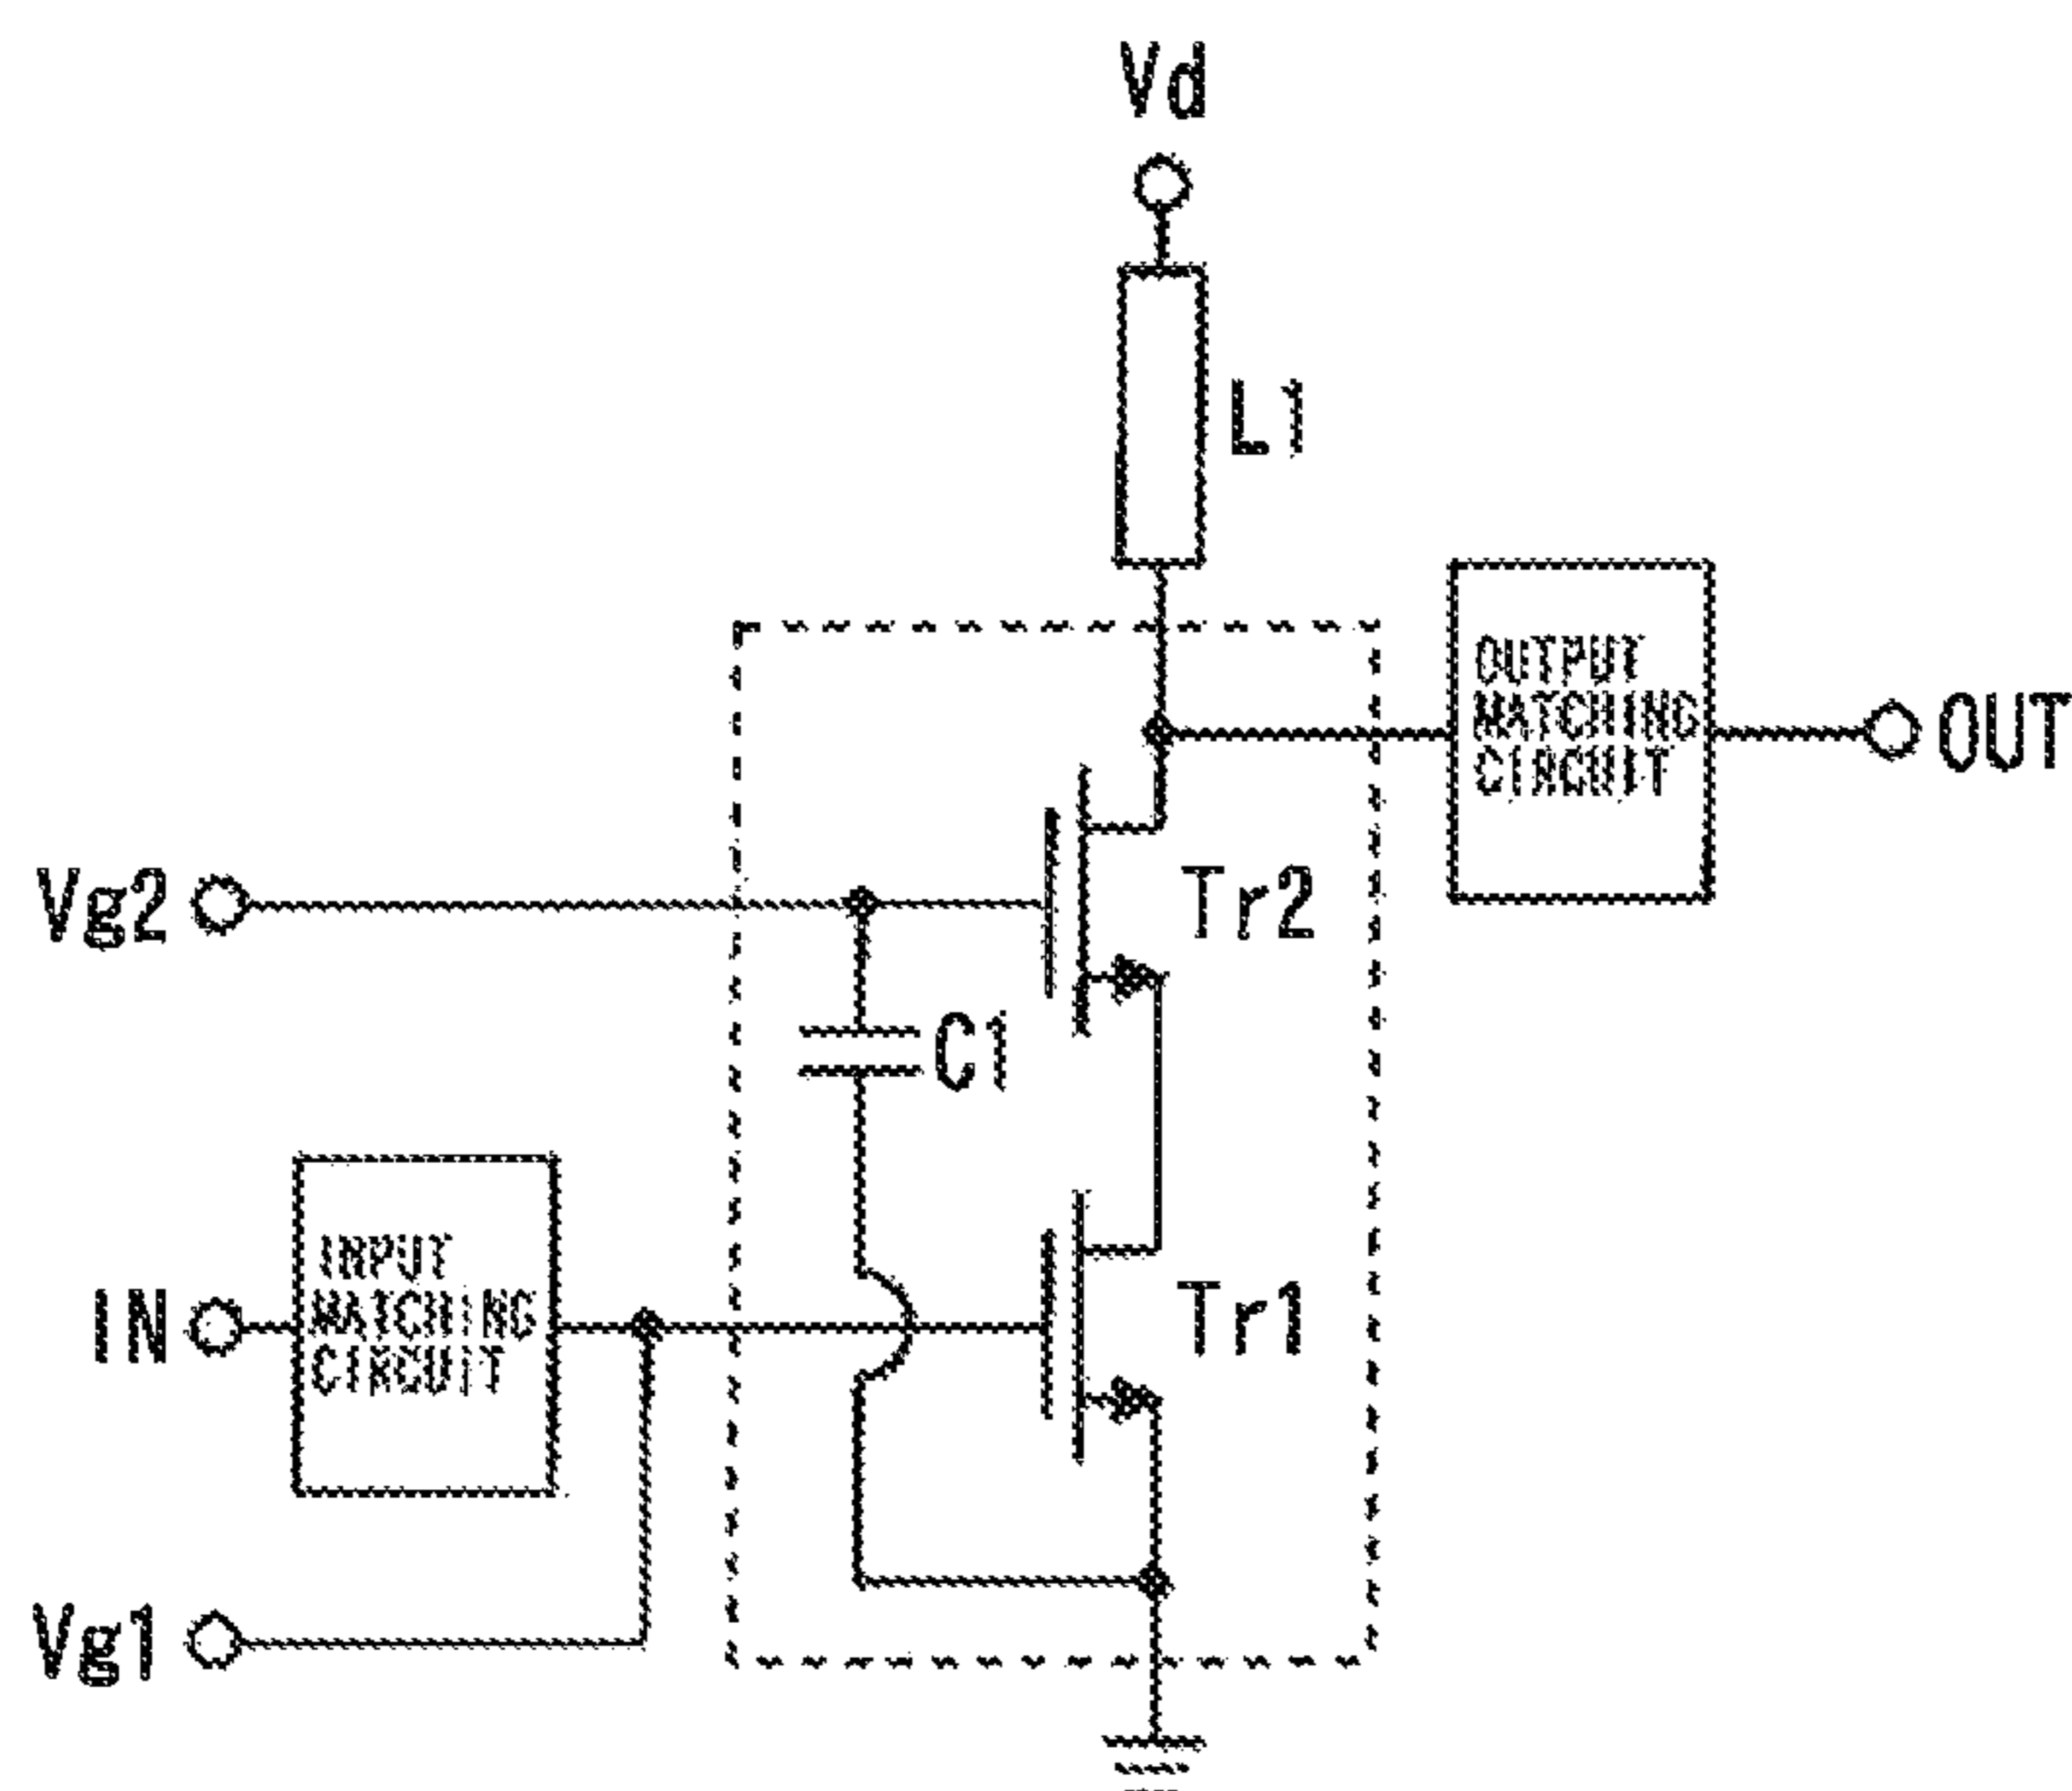 Vd
L1
OUTPUT
MATCHING
CIRCUIT
OUT
Vg2
Tr2
C1
INPUT
MATCHING
CIRCUIT
IN
Tr1
Vg1